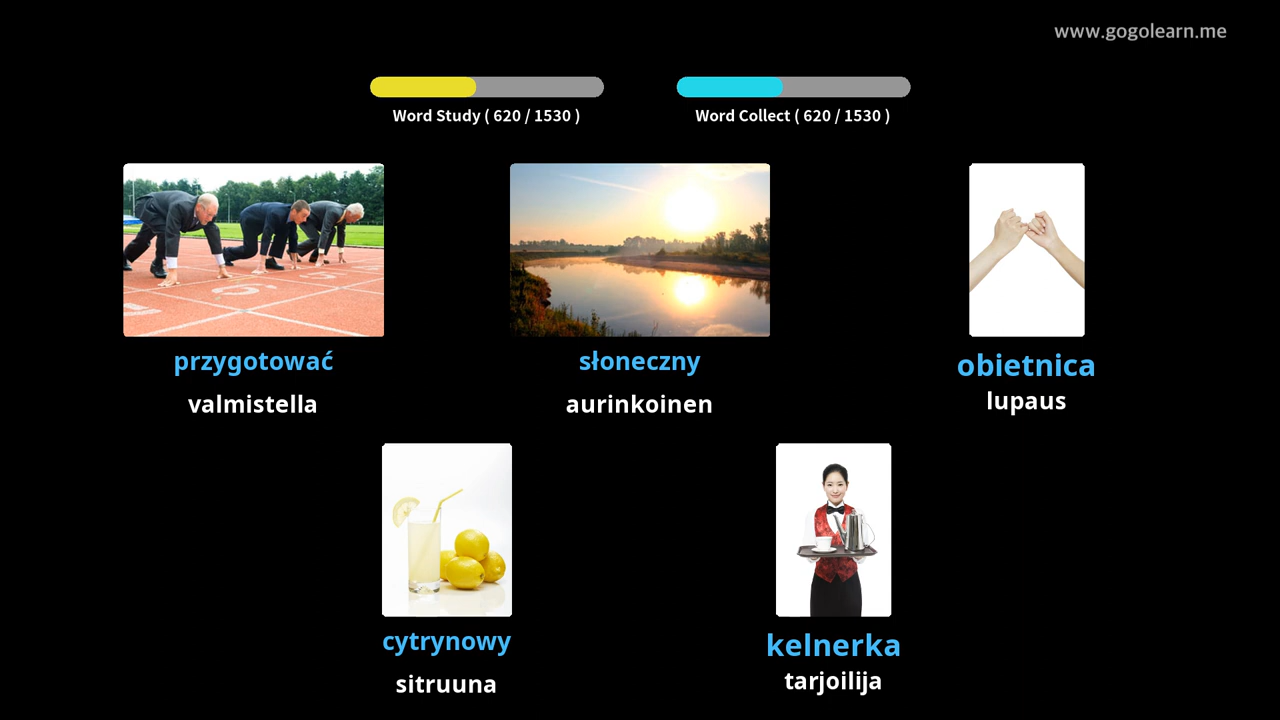 www.gogolearn.me
Word Study ( 620 / 1530 )
Word Collect ( 620 / 1530 )
przygotować
valmistella
słoneczny
aurinkoinen
obietnica
lupaus
cytrynowy
sitruuna
kelnerka
tarjoilija